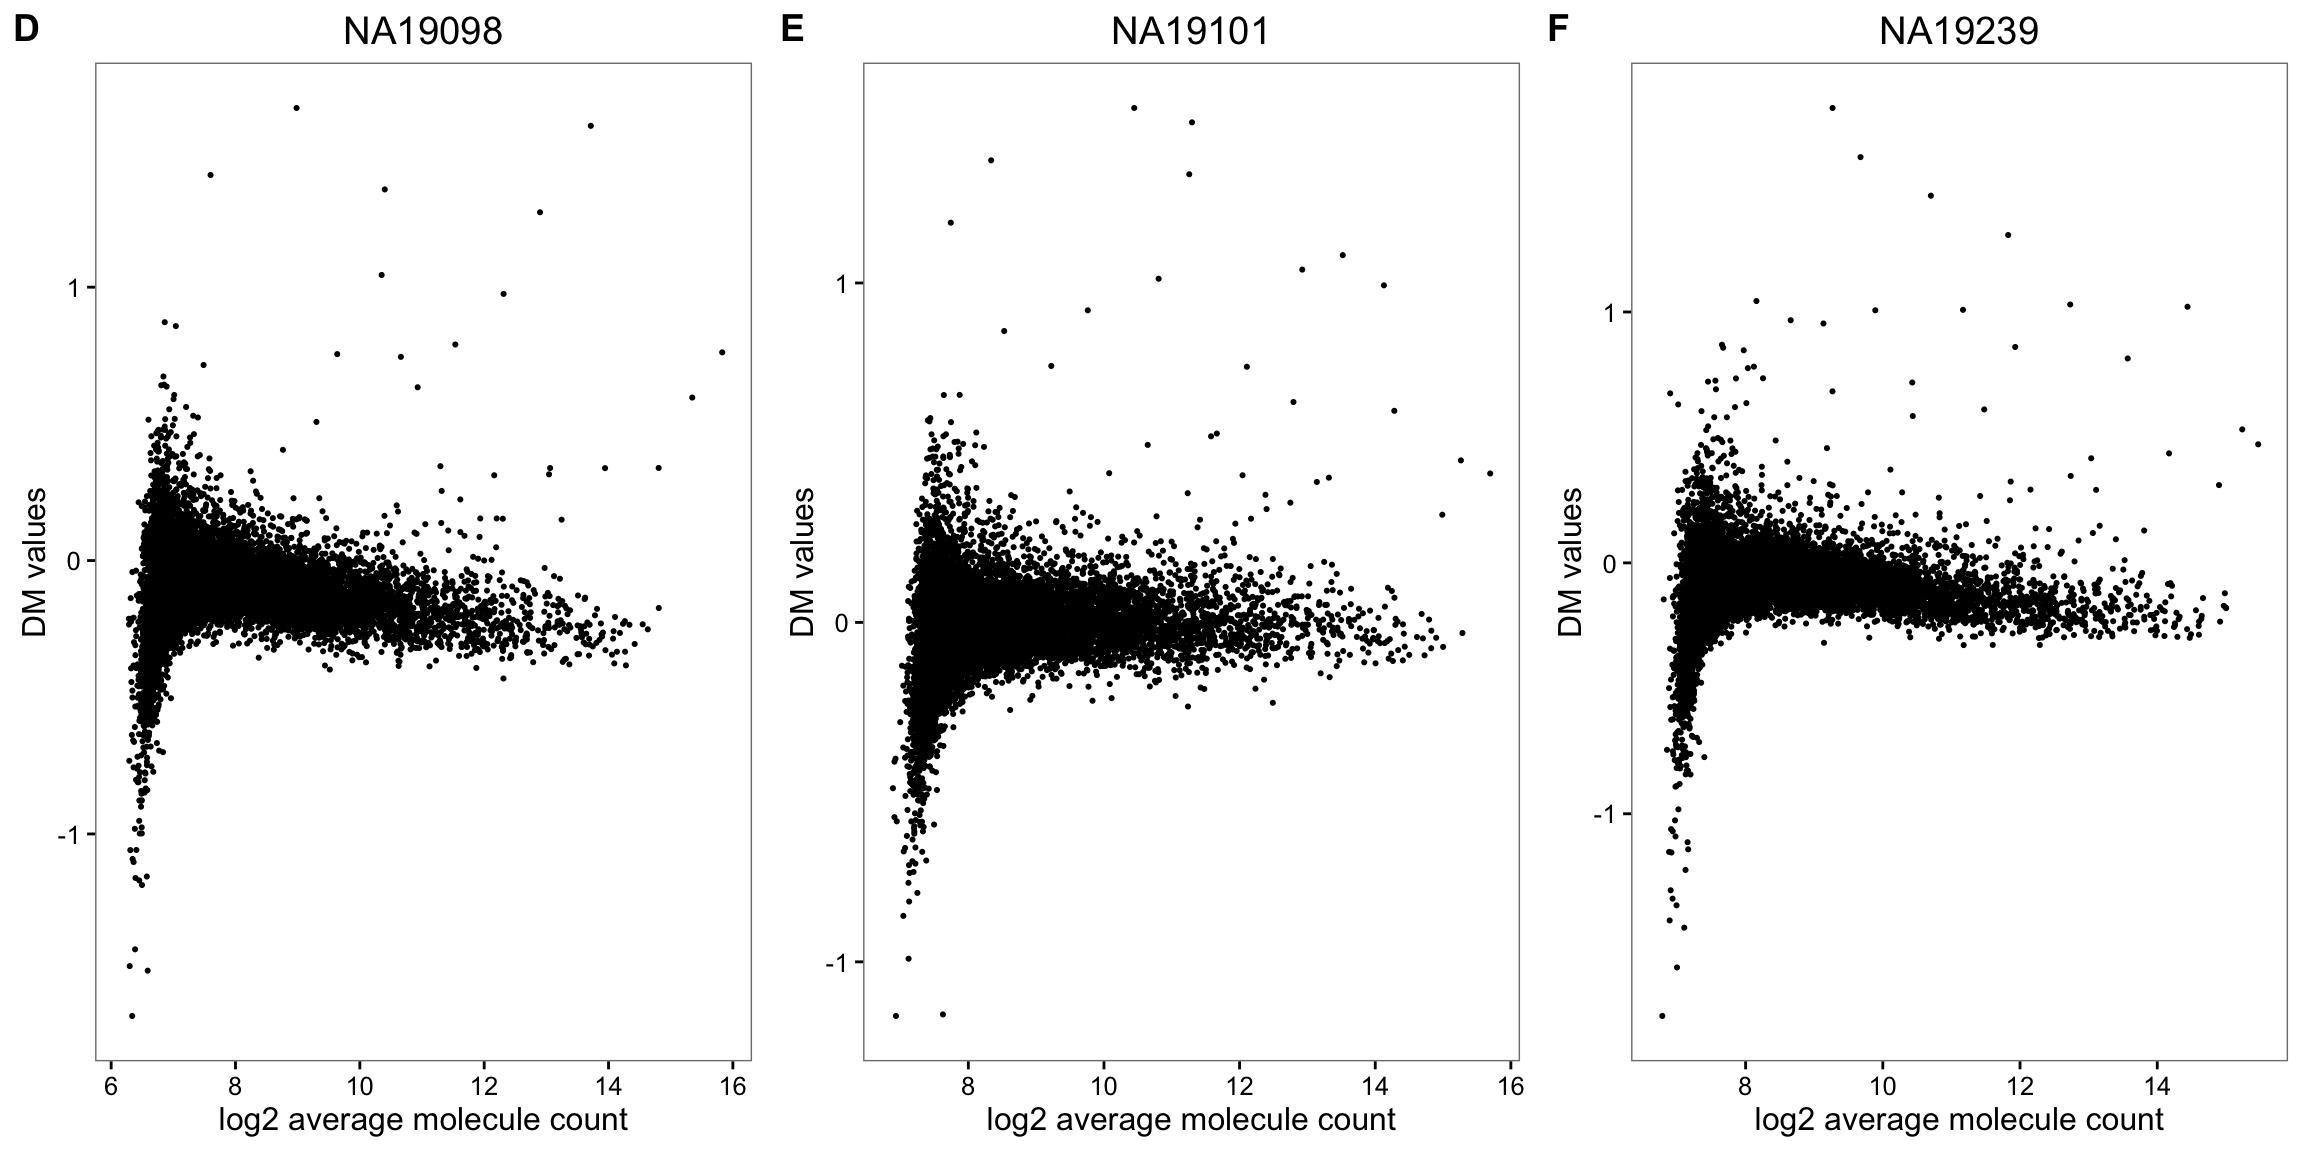 D NA19098
1
0
-1
DM values
6 8 10 12 14 16
log2 average molecule count
E NA19101
1
0
-1
DM values
8 10 12 14 16
log2 average molecule count
F NA19239
1
0
-1
DM values
8 10 12 14
log2 average molecule count